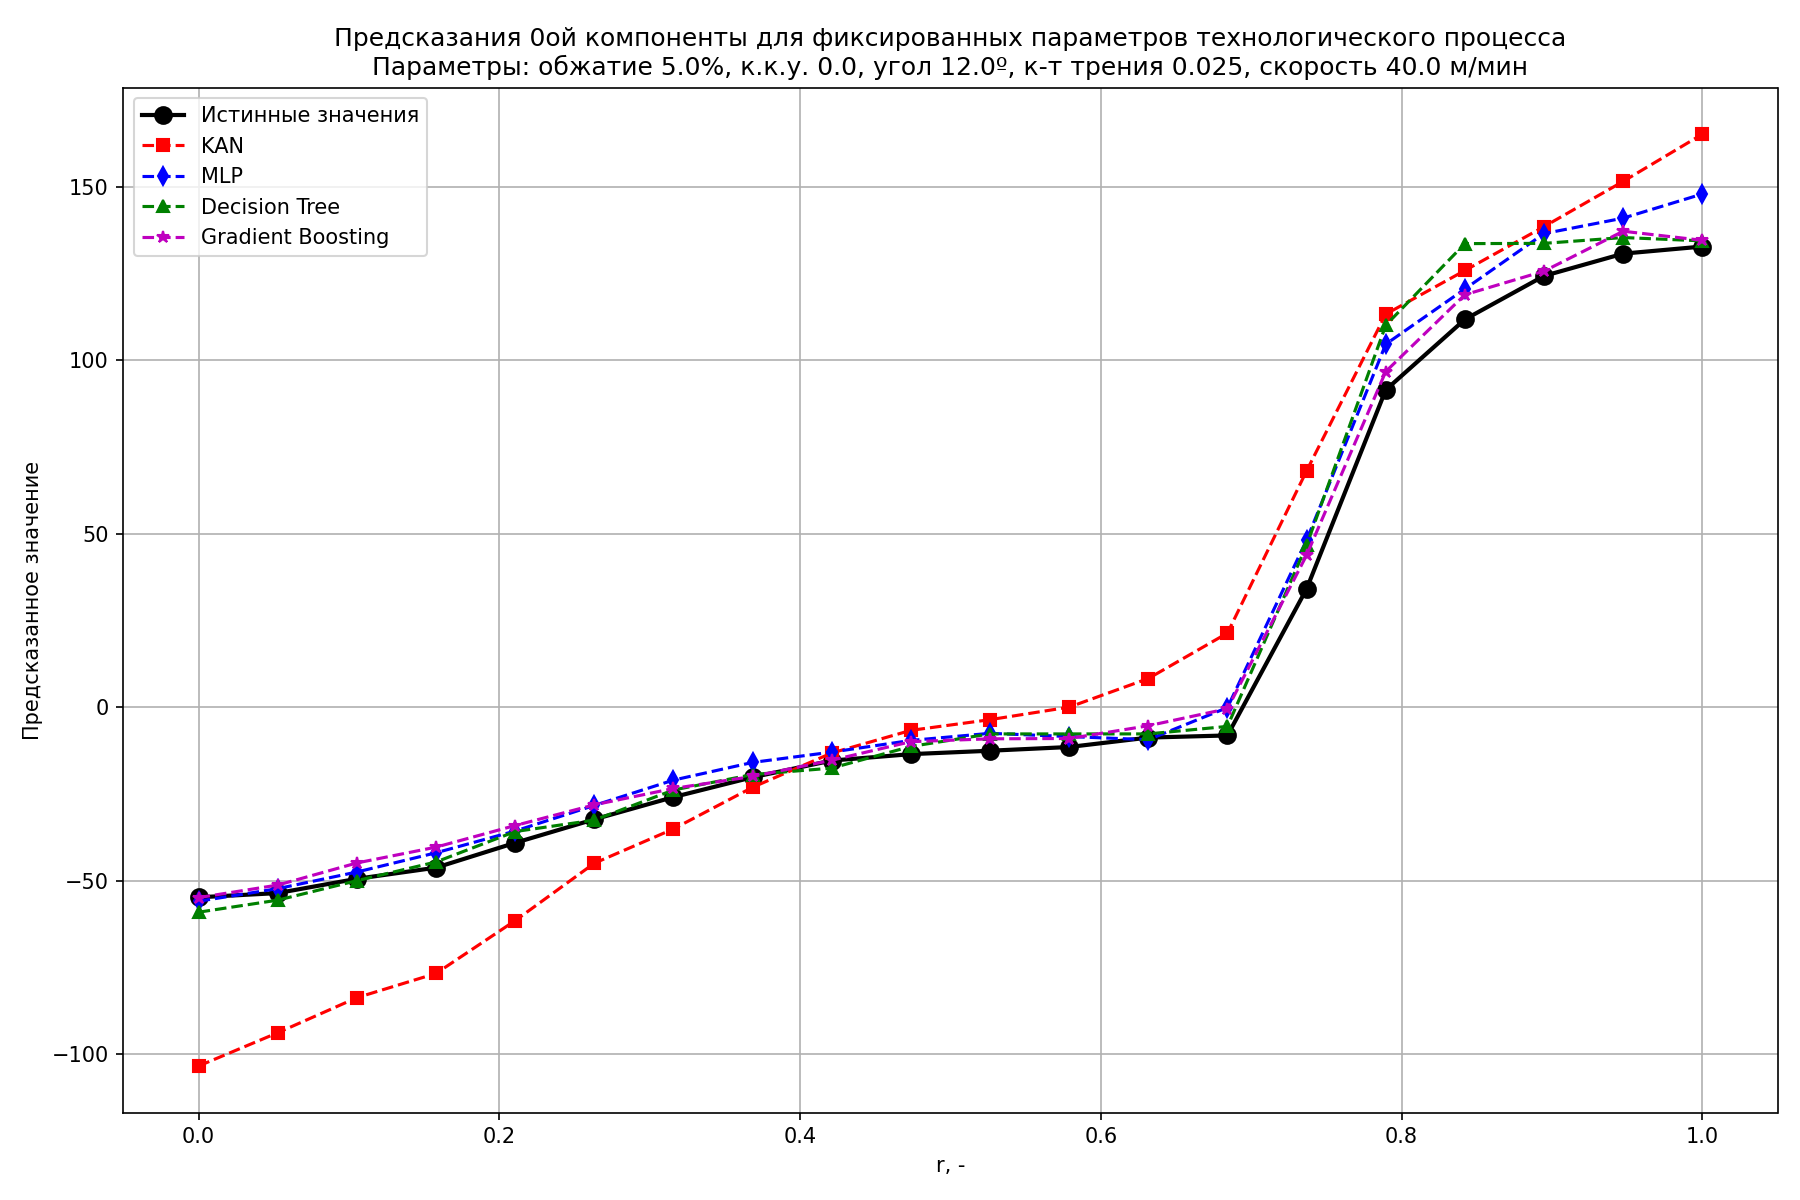 Предсказания 0ой компоненты для фиксированных параметров технологического процесса
Параметры: обжатие 5.0%, к.к.у. 0.0, угол 12.0º, к-т трения 0.025, скорость 40.0 м/мин
Истинные значения
KAN
MLP
Decision Tree
Gradient Boosting
Предсказанное значение
150
100
50
0
−50
−100
0.0
0.2
0.4
0.6
0.8
1.0
r, -